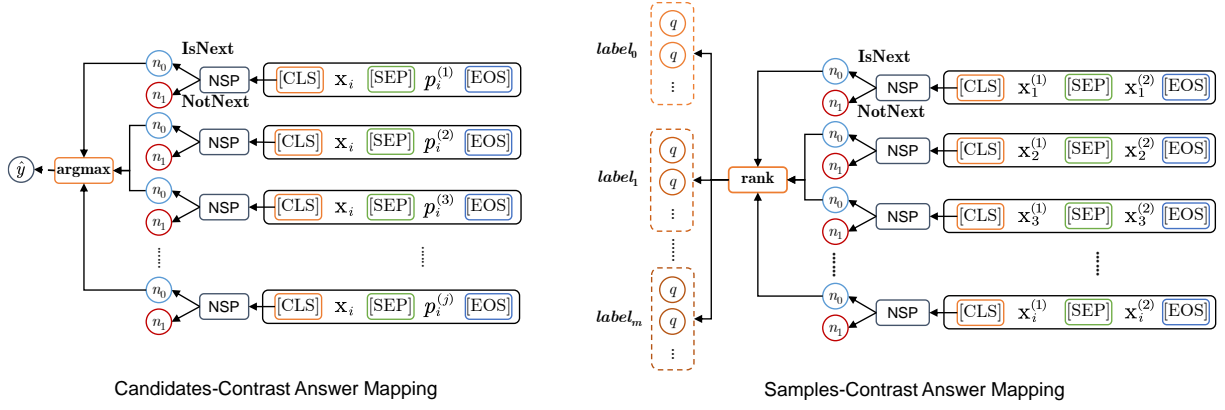 IsNext
n₀ NSP [CLS] xᵢ [SEP] pᵢ⁽¹⁾ [EOS]
n₁
NotNext
n₀
NSP [CLS] xᵢ [SEP] pᵢ⁽²⁾ [EOS]
n₁
ŷ argmax
n₀
NSP [CLS] xᵢ [SEP] pᵢ⁽³⁾ [EOS]
n₁
......
......
n₀
NSP [CLS] xᵢ [SEP] pᵢ⁽ʲ⁾ [EOS]
n₁
Candidates-Contrast Answer Mapping
q
label₀ q
...
q
label₁ q
...
......
q
labelₘ q
...
rank
IsNext
n₀
NSP [CLS] x₁⁽¹⁾ [SEP] x₁⁽²⁾ [EOS]
n₁
NotNext
n₀
NSP [CLS] x₂⁽¹⁾ [SEP] x₂⁽²⁾ [EOS]
n₁
n₀
NSP [CLS] x₃⁽¹⁾ [SEP] x₃⁽²⁾ [EOS]
n₁
......
......
n₀
NSP [CLS] xᵢ⁽¹⁾ [SEP] xᵢ⁽²⁾ [EOS]
n₁
Samples-Contrast Answer Mapping